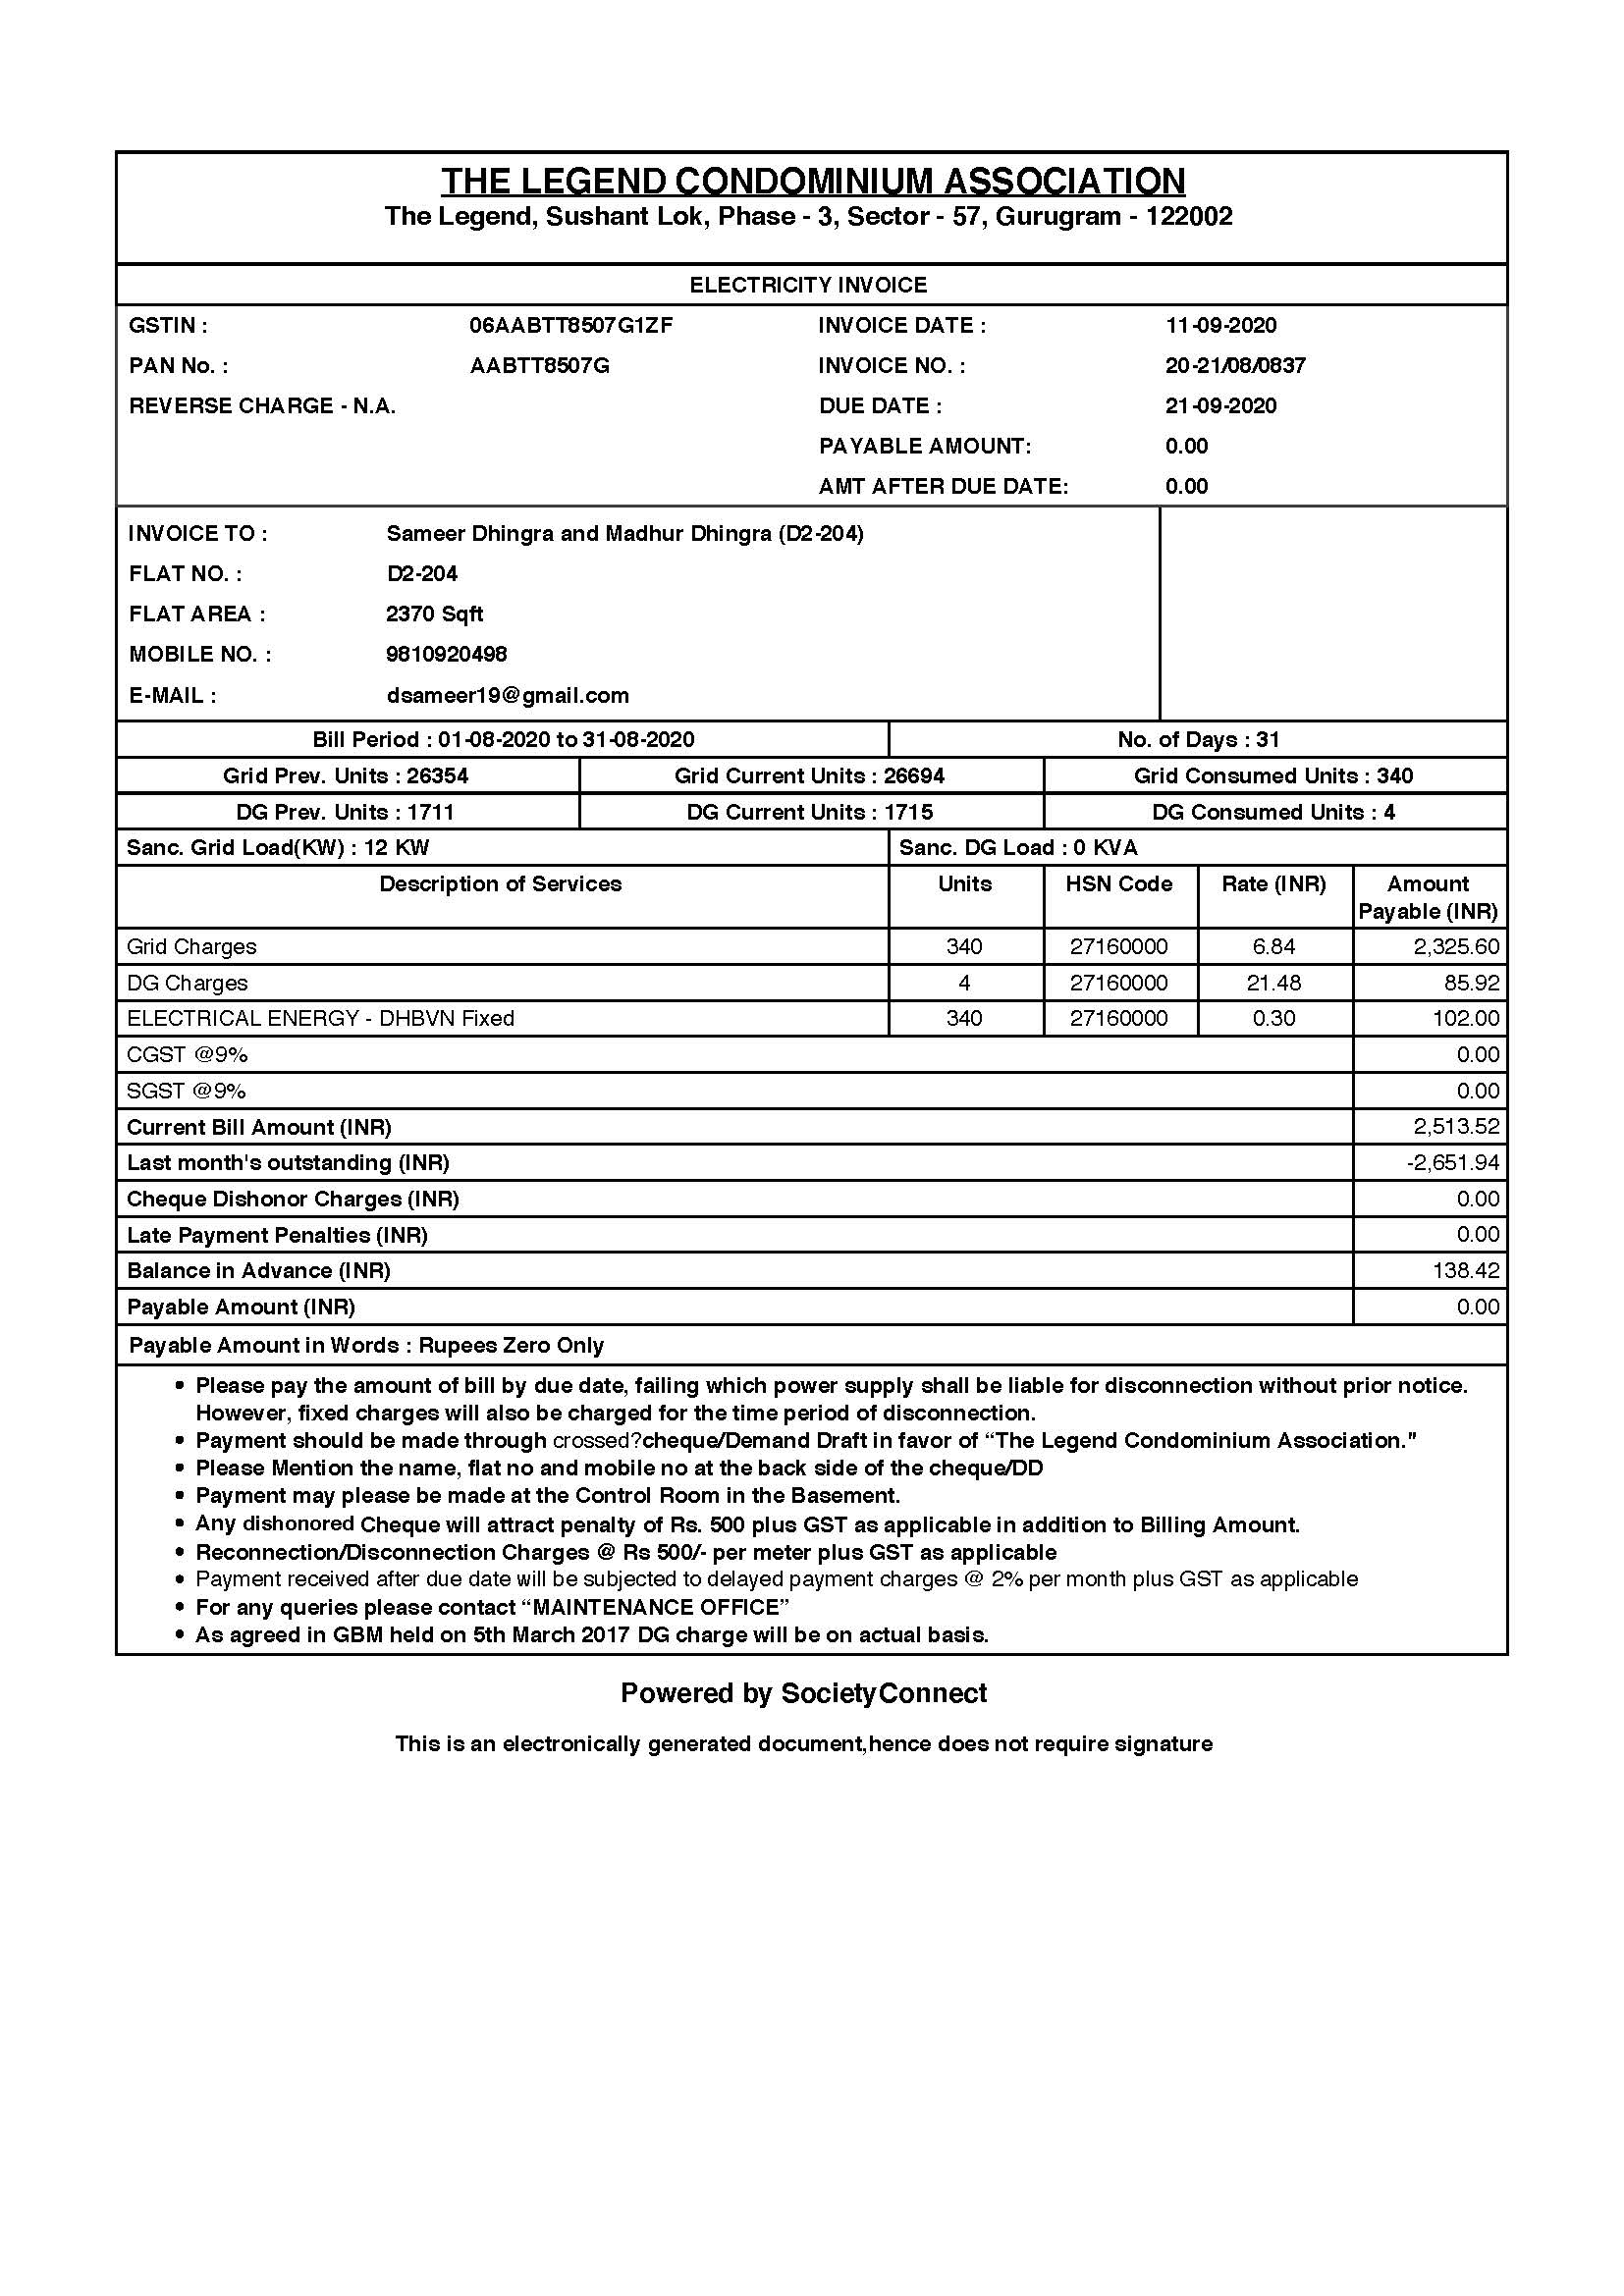 THE LEGEND CONDOMINIUM ASSOCIATION
The Legend, Sushant Lok, Phase - 3, Sector - 57, Gurugram - 122002
ELECTRICITY INVOICE
GSTIN : 06AABTT8507G1ZF INVOICE DATE : 11-09-2020
PAN No. : AABTT8507G INVOICE NO. : 20-21/08/0837
REVERSE CHARGE - N.A. DUE DATE : 21-09-2020
PAYABLE AMOUNT: 0.00
AMT AFTER DUE DATE: 0.00
INVOICE TO : Sameer Dhingra and Madhur Dhingra (D2-204)
FLAT NO. : D2-204
FLAT AREA : 2370 Sqft
MOBILE NO. : 9810920498
E-MAIL : dsameer19@gmail.com
Bill Period : 01-08-2020 to 31-08-2020 No. of Days : 31
Grid Prev. Units : 26354 Grid Current Units : 26694 Grid Consumed Units : 340
DG Prev. Units : 1711 DG Current Units : 1715 DG Consumed Units : 4
Sanc. Grid Load(KW) : 12 KW Sanc. DG Load : 0 KVA
Description of Services Units HSN Code Rate (INR) Amount
Payable (INR)
Grid Charges 340 27160000 6.84 2,325.60
DG Charges 4 27160000 21.48 85.92
ELECTRICAL ENERGY - DHBVN Fixed 340 27160000 0.30 102.00
CGST @9% 0.00
SGST @9% 0.00
Current Bill Amount (INR) 2,513.52
Last month's outstanding (INR) -2,651.94
Cheque Dishonor Charges (INR) 0.00
Late Payment Penalties (INR) 0.00
Balance in Advance (INR) 138.42
Payable Amount (INR) 0.00
Payable Amount in Words : Rupees Zero Only
• Please pay the amount of bill by due date, failing which power supply shall be liable for disconnection without prior notice.
However, fixed charges will also be charged for the time period of disconnection.
• Payment should be made through crossed?cheque/Demand Draft in favor of “The Legend Condominium Association."
• Please Mention the name, flat no and mobile no at the back side of the cheque/DD
• Payment may please be made at the Control Room in the Basement.
• Any dishonored Cheque will attract penalty of Rs. 500 plus GST as applicable in addition to Billing Amount.
• Reconnection/Disconnection Charges @ Rs 500/- per meter plus GST as applicable
• Payment received after due date will be subjected to delayed payment charges @ 2% per month plus GST as applicable
• For any queries please contact “MAINTENANCE OFFICE”
• As agreed in GBM held on 5th March 2017 DG charge will be on actual basis.
Powered by SocietyConnect
This is an electronically generated document,hence does not require signature